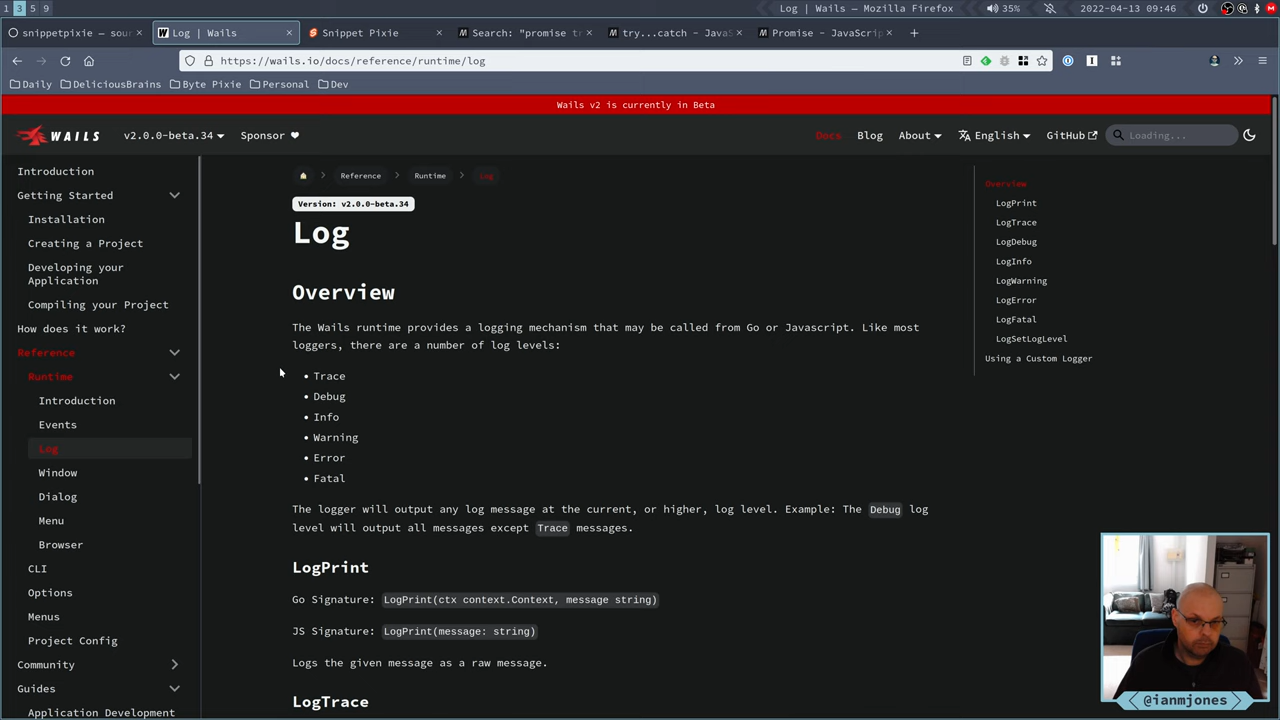 1 3 5 9
Log | Wails — Mozilla Firefox
35%
2022-04-13 09:46
snippetpixie — sour
Log | Wails
Snippet Pixie
Search: "promise tr
try...catch — JavaS
Promise — JavaScrip
https://wails.io/docs/reference/runtime/log
Daily
DeliciousBrains
Byte Pixie
Personal
Dev
Wails v2 is currently in Beta
WAILS
v2.0.0-beta.34
Sponsor
Docs
Blog
About
English
GitHub
Loading...
Introduction
Getting Started
Installation
Creating a Project
Developing your
Application
Compiling your Project
How does it work?
Reference
Runtime
Introduction
Events
Log
Window
Dialog
Menu
Browser
CLI
Options
Menus
Project Config
Community
Guides
Application Development
Reference
Runtime
Log
Version: v2.0.0-beta.34
Log
Overview
The Wails runtime provides a logging mechanism that may be called from Go or Javascript. Like most
loggers, there are a number of log levels:
Trace
Debug
Info
Warning
Error
Fatal
The logger will output any log message at the current, or higher, log level. Example: The Debug log
level will output all messages except Trace messages.
LogPrint
Go Signature: LogPrint(ctx context.Context, message string)
JS Signature: LogPrint(message: string)
Logs the given message as a raw message.
LogTrace
Overview
LogPrint
LogTrace
LogDebug
LogInfo
LogWarning
LogError
LogFatal
LogSetLogLevel
Using a Custom Logger
@ianmjones